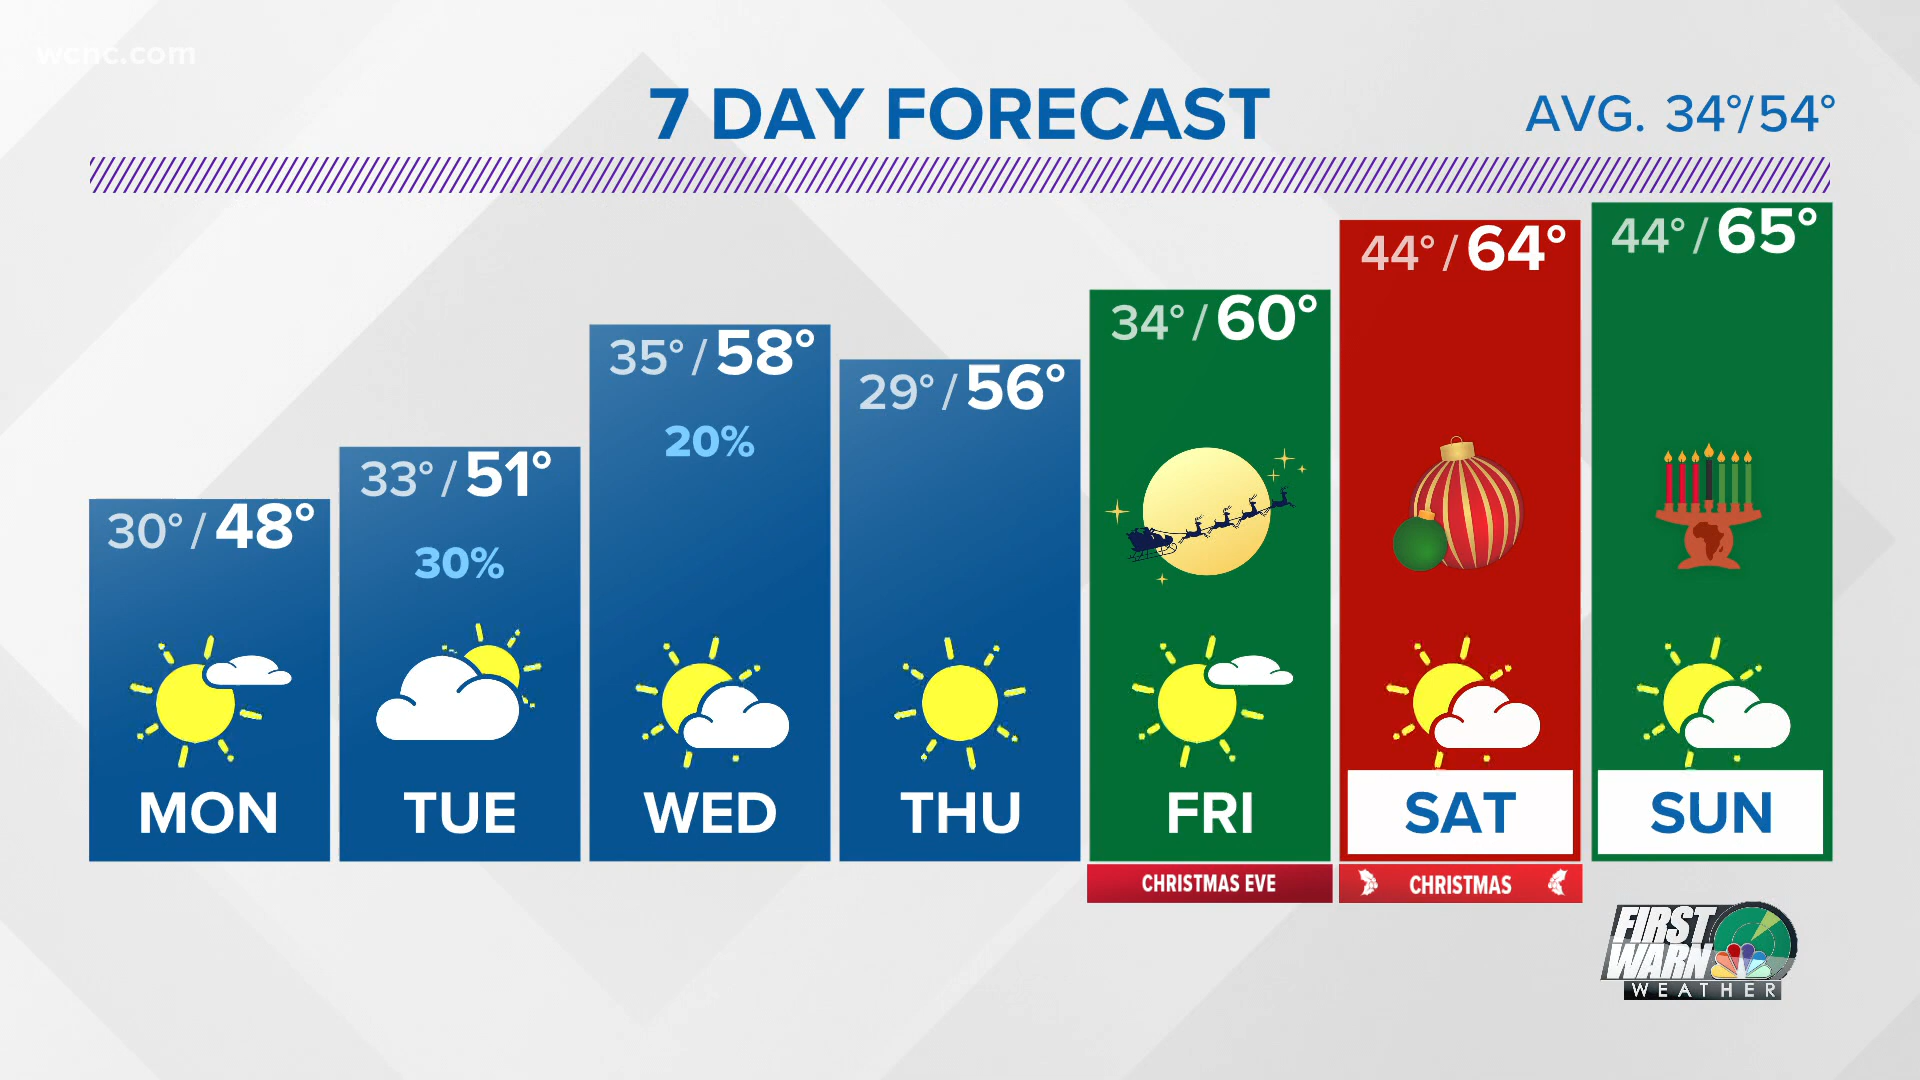 wcnc.com
7 DAY FORECAST
AVG. 34°/54°
30° / 48°
MON
33° / 51°
30%
TUE
35° / 58°
20%
WED
29° / 56°
THU
34° / 60°
FRI
CHRISTMAS EVE
44° / 64°
SAT
CHRISTMAS
44° / 65°
SUN
FIRST
WARN
WEATHER